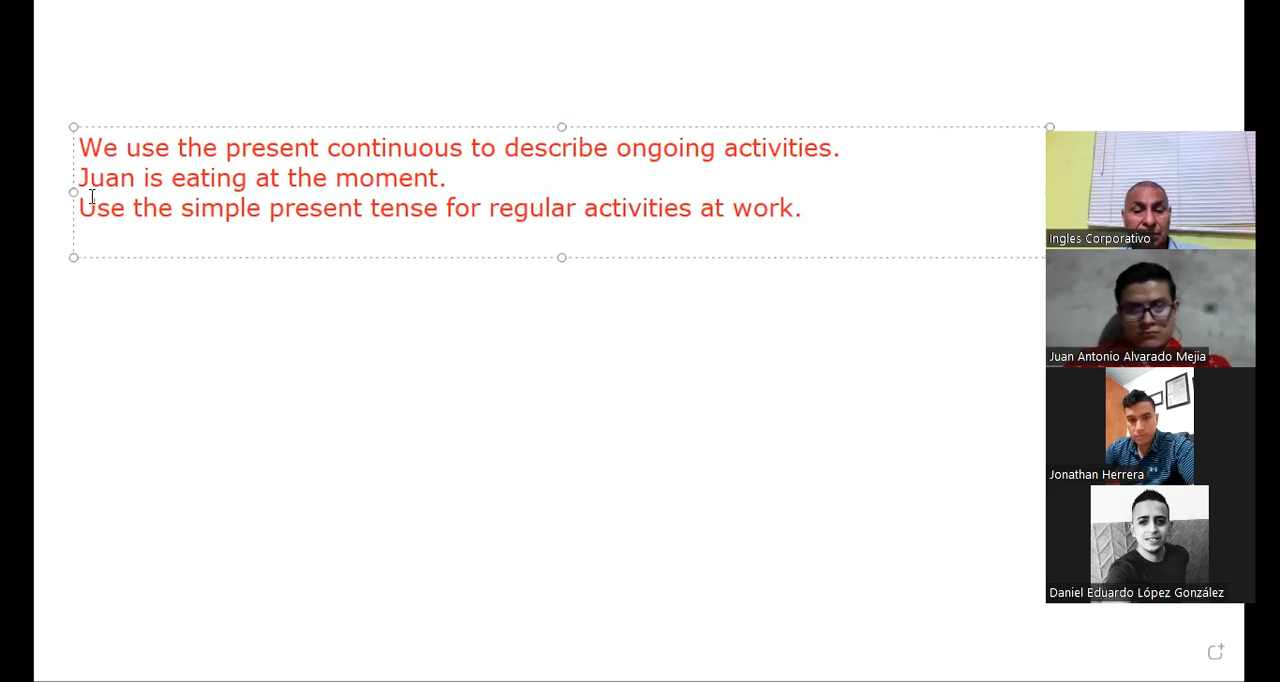 We use the present continuous to describe ongoing activities.
Juan is eating at the moment.
Use the simple present tense for regular activities at work.
Ingles Corporativo
Juan Antonio Alvarado Mejia
Jonathan Herrera
Daniel Eduardo López González